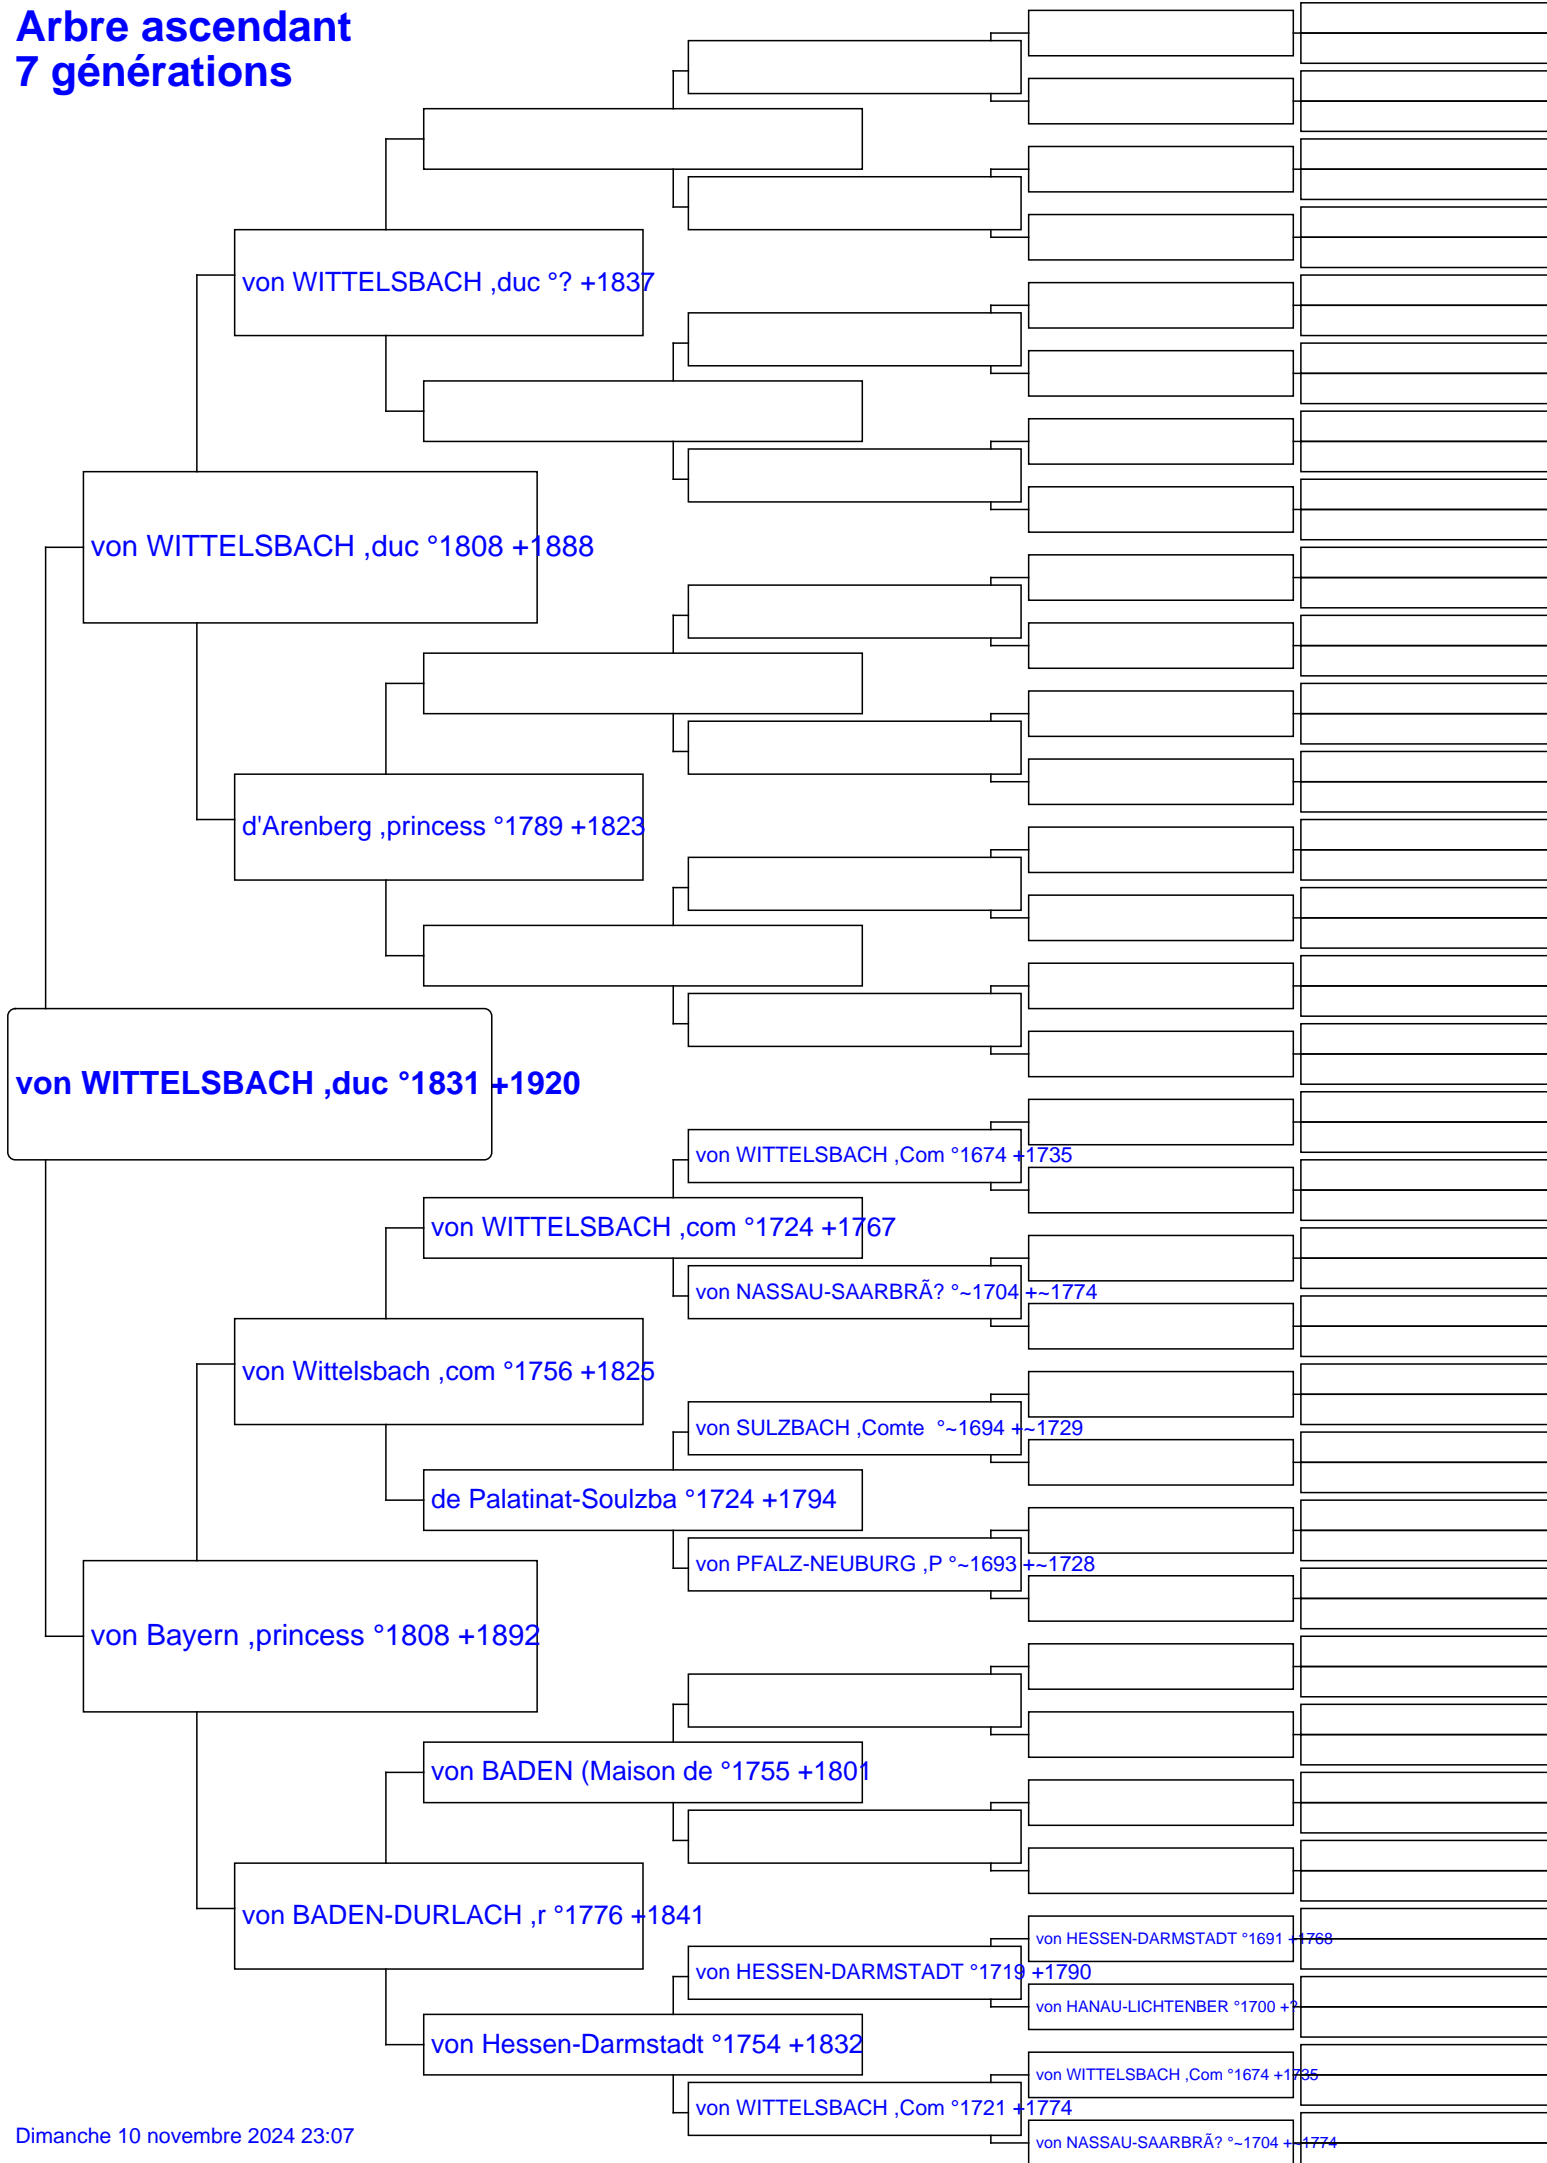 Arbre ascendant
7 générations
von WITTELSBACH ,duc °? +1837
von WITTELSBACH ,duc °1808 +1888
d'Arenberg ,princess °1789 +1823
von WITTELSBACH ,duc °1831 +1920
von WITTELSBACH ,Com °1674 +1735
von WITTELSBACH ,com °1724 +1767
von NASSAU-SAARBRÃ? °~1704 +~1774
von Wittelsbach ,com °1756 +1825
von SULZBACH ,Comte  °~1694 +~1729
de Palatinat-Soulzba °1724 +1794
von PFALZ-NEUBURG ,P °~1693 +~1728
von Bayern ,princess °1808 +1892
von BADEN (Maison de °1755 +1801
von BADEN-DURLACH ,r °1776 +1841
von HESSEN-DARMSTADT °1691 +1768
von HESSEN-DARMSTADT °1719 +1790
von HANAU-LICHTENBER °1700 +?
von Hessen-Darmstadt °1754 +1832
von WITTELSBACH ,Com °1674 +1735
von WITTELSBACH ,Com °1721 +1774
von NASSAU-SAARBRÃ? °~1704 +~1774
Dimanche 10 novembre 2024 23:07